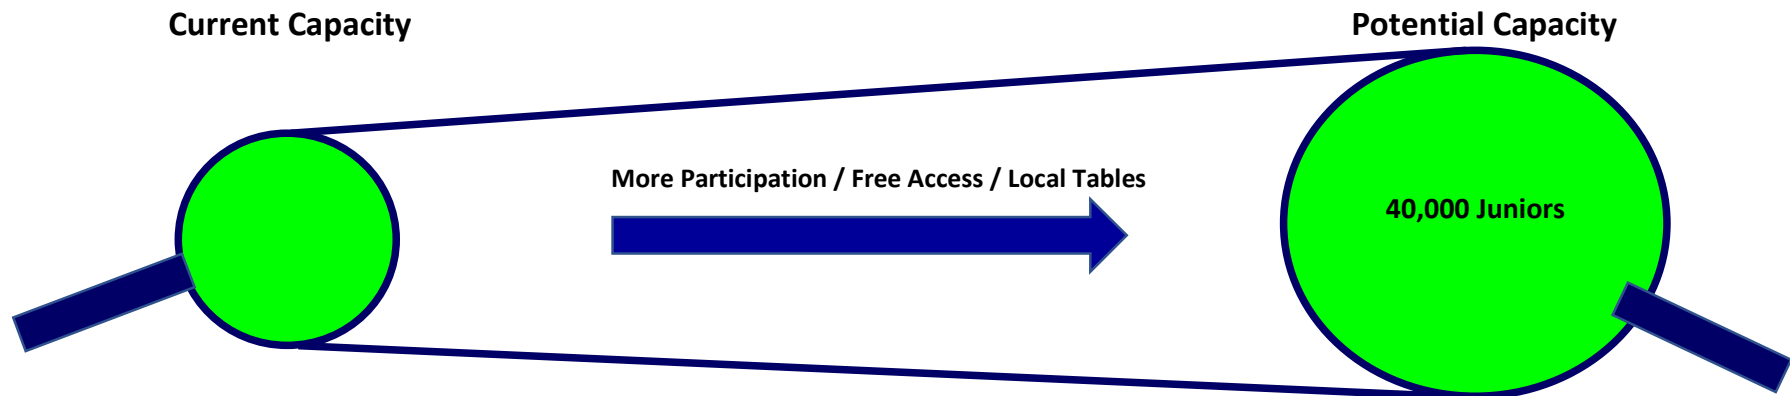 Current Capacity
Potential Capacity
More Participation / Free Access / Local Tables
40,000 Juniors